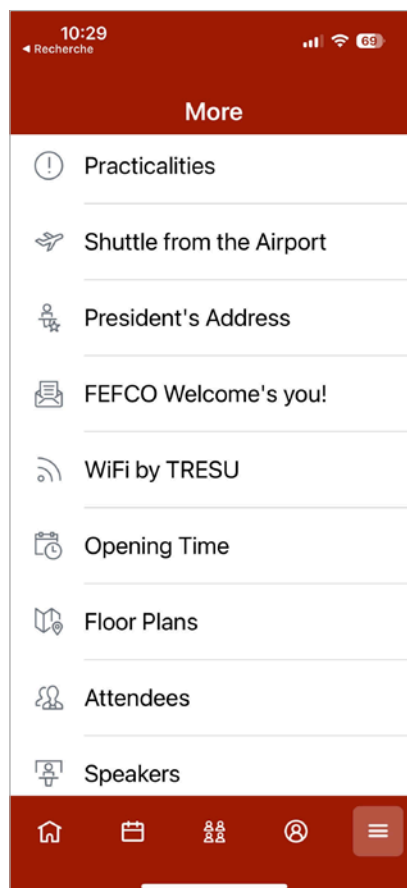 10:29
◀ Recherche
69
More
Practicalities
Shuttle from the Airport
President's Address
FEFCO Welcome's you!
WiFi by TRESU
Opening Time
Floor Plans
Attendees
Speakers